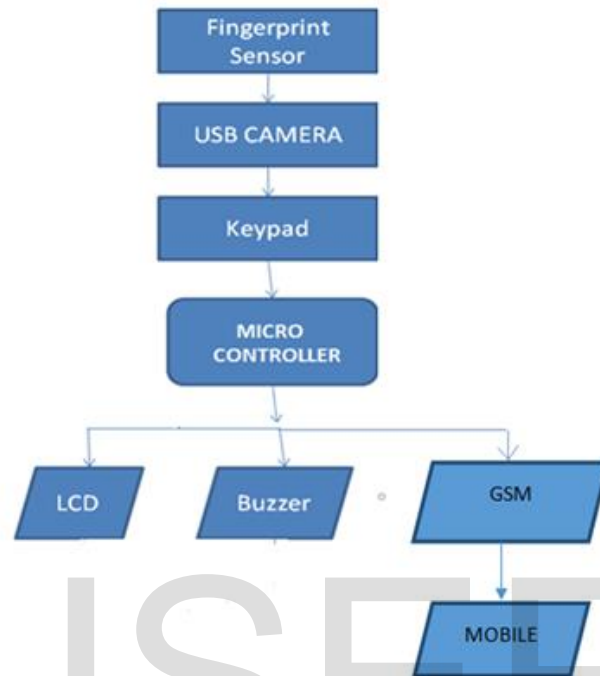 Fingerprint
Sensor
USB CAMERA
Keypad
MICRO
CONTROLLER
LCD
Buzzer
GSM
MOBILE